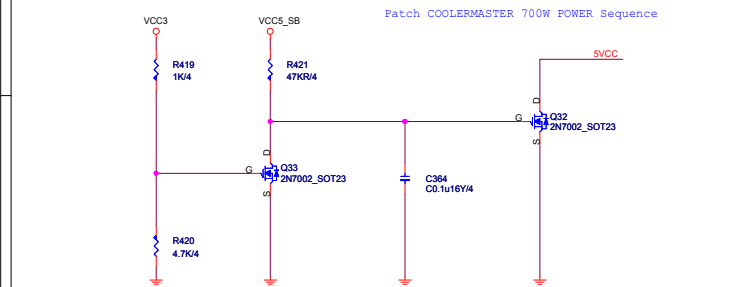 Patch COOLERMASTER 700W POWER Sequence
VCC3
VCC5_SB
5VCC
R419
1K/4
R421
47KR/4
D
G
Q32
2N7002_SOT23
S
D
G
Q33
2N7002_SOT23
S
C364
C0.1u16Y/4
R420
4.7K/4